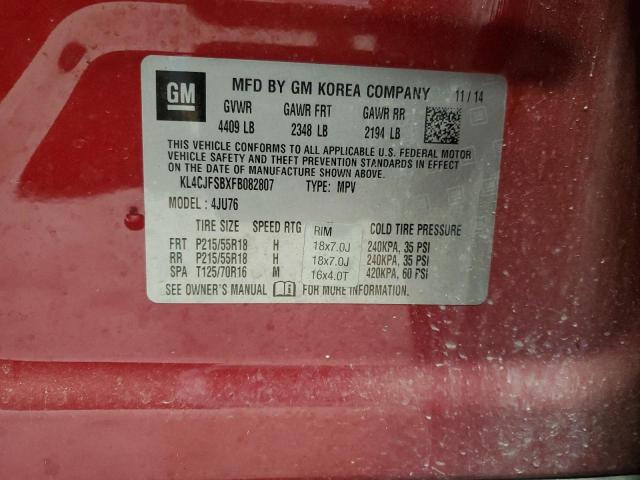 GM
MFD BY GM KOREA COMPANY 11 / 14
GVWR GAWR FRT GAWR RR
4409 LB 2348 LB 2194 LB
THIS VEHICLE CONFORMS TO ALL APPLICABLE U.S. FEDERAL MOTOR
VEHICLE SAFETY AND THEFT PREVENTION STANDARDS IN EFFECT
ON THE DATE OF MANUFACTURE SHOWN ABOVE.
KL4CJFSBXFB082807 TYPE: MPV
MODEL : 4JU76
TIRE SIZE SPEED RTG RIM COLD TIRE PRESSURE
FRT P215/55R18 H 18x7.0J 240KPA, 35 PSI
RR P215/55R18 H 18x7.0J 240KPA, 35 PSI
SPA T125/70R16 M 16x4.0T 420KPA, 60 PSI
SEE OWNER'S MANUAL FOR MORE INFORMATION.